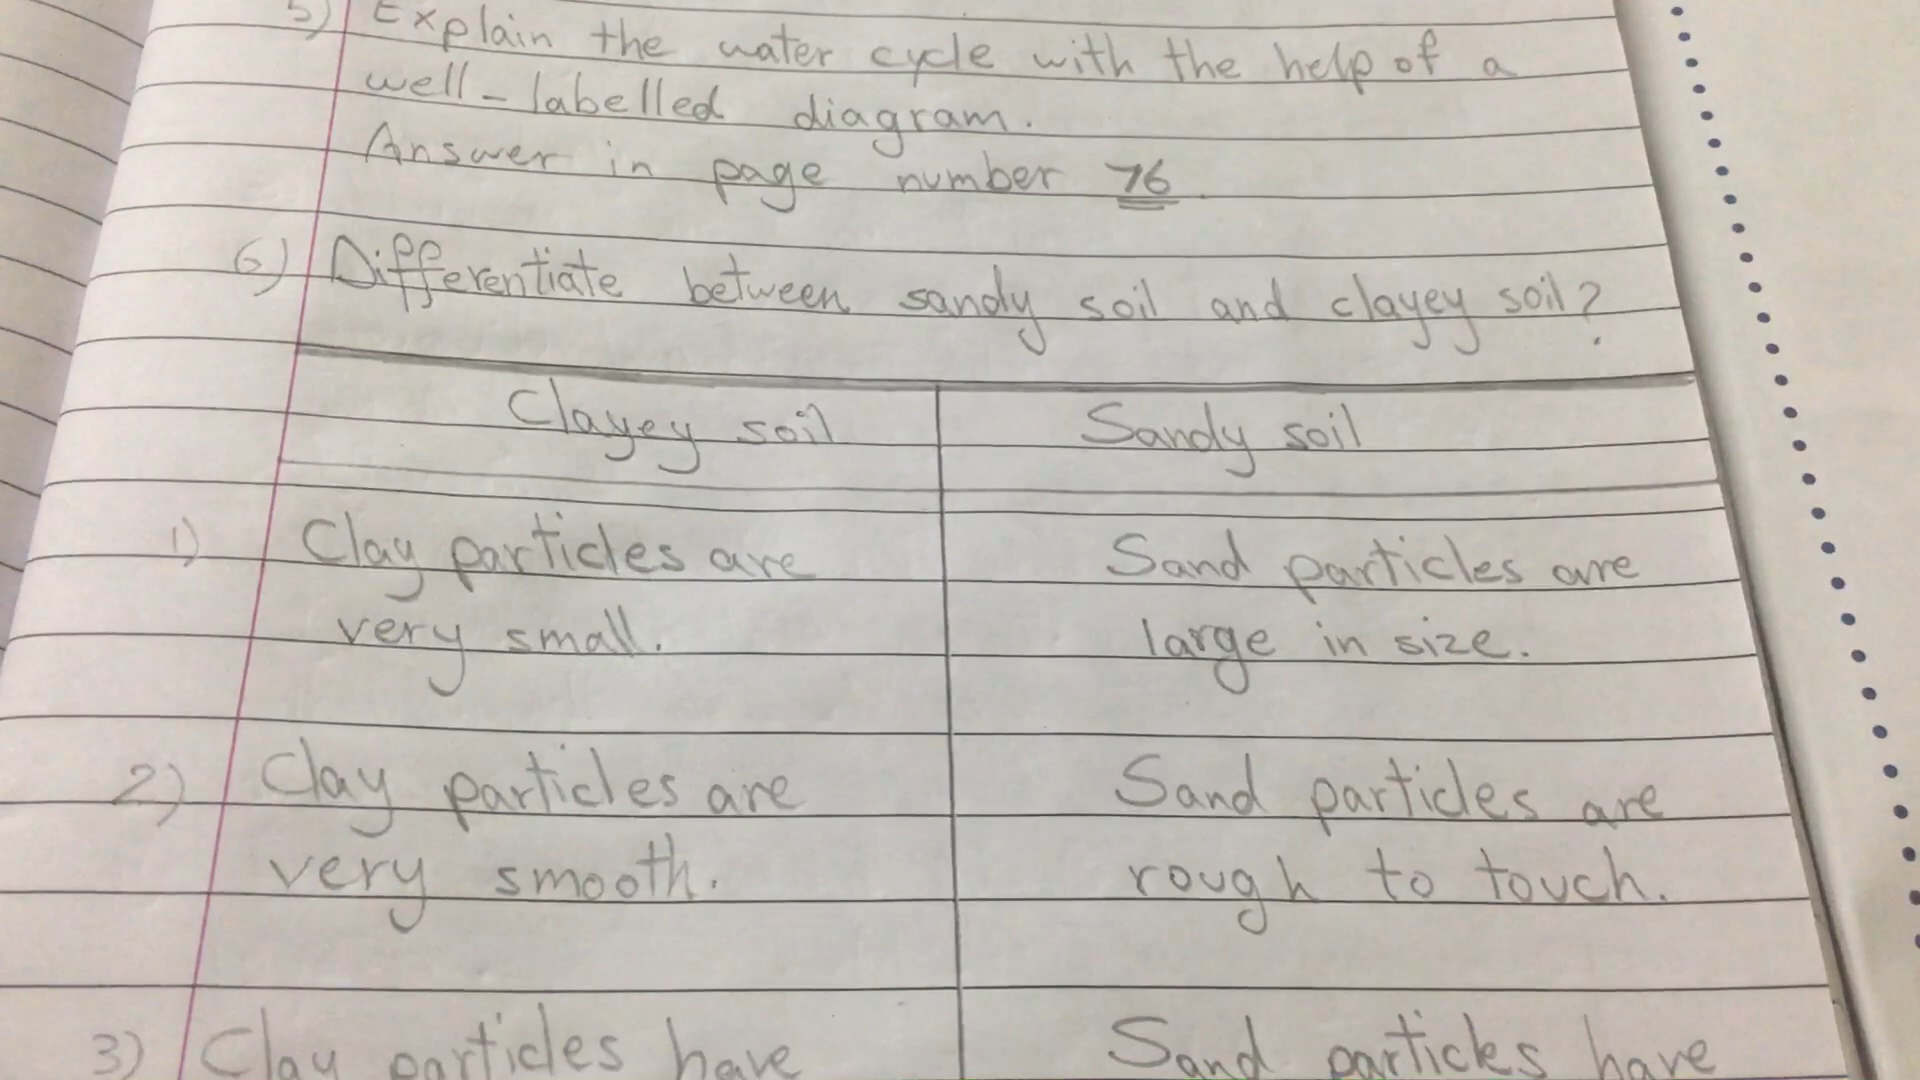 5) Explain the water cycle with the help of a
well-labelled diagram.
Answer in page number 76
6) Differentiate between sandy soil and clayey soil?
Clayey soil Sandy soil
1) Clay particles are Sand particles are
very small. large in size.
2) Clay particles are Sand particles are
very smooth. rough to touch.
3) Clay particles have Sand particles have